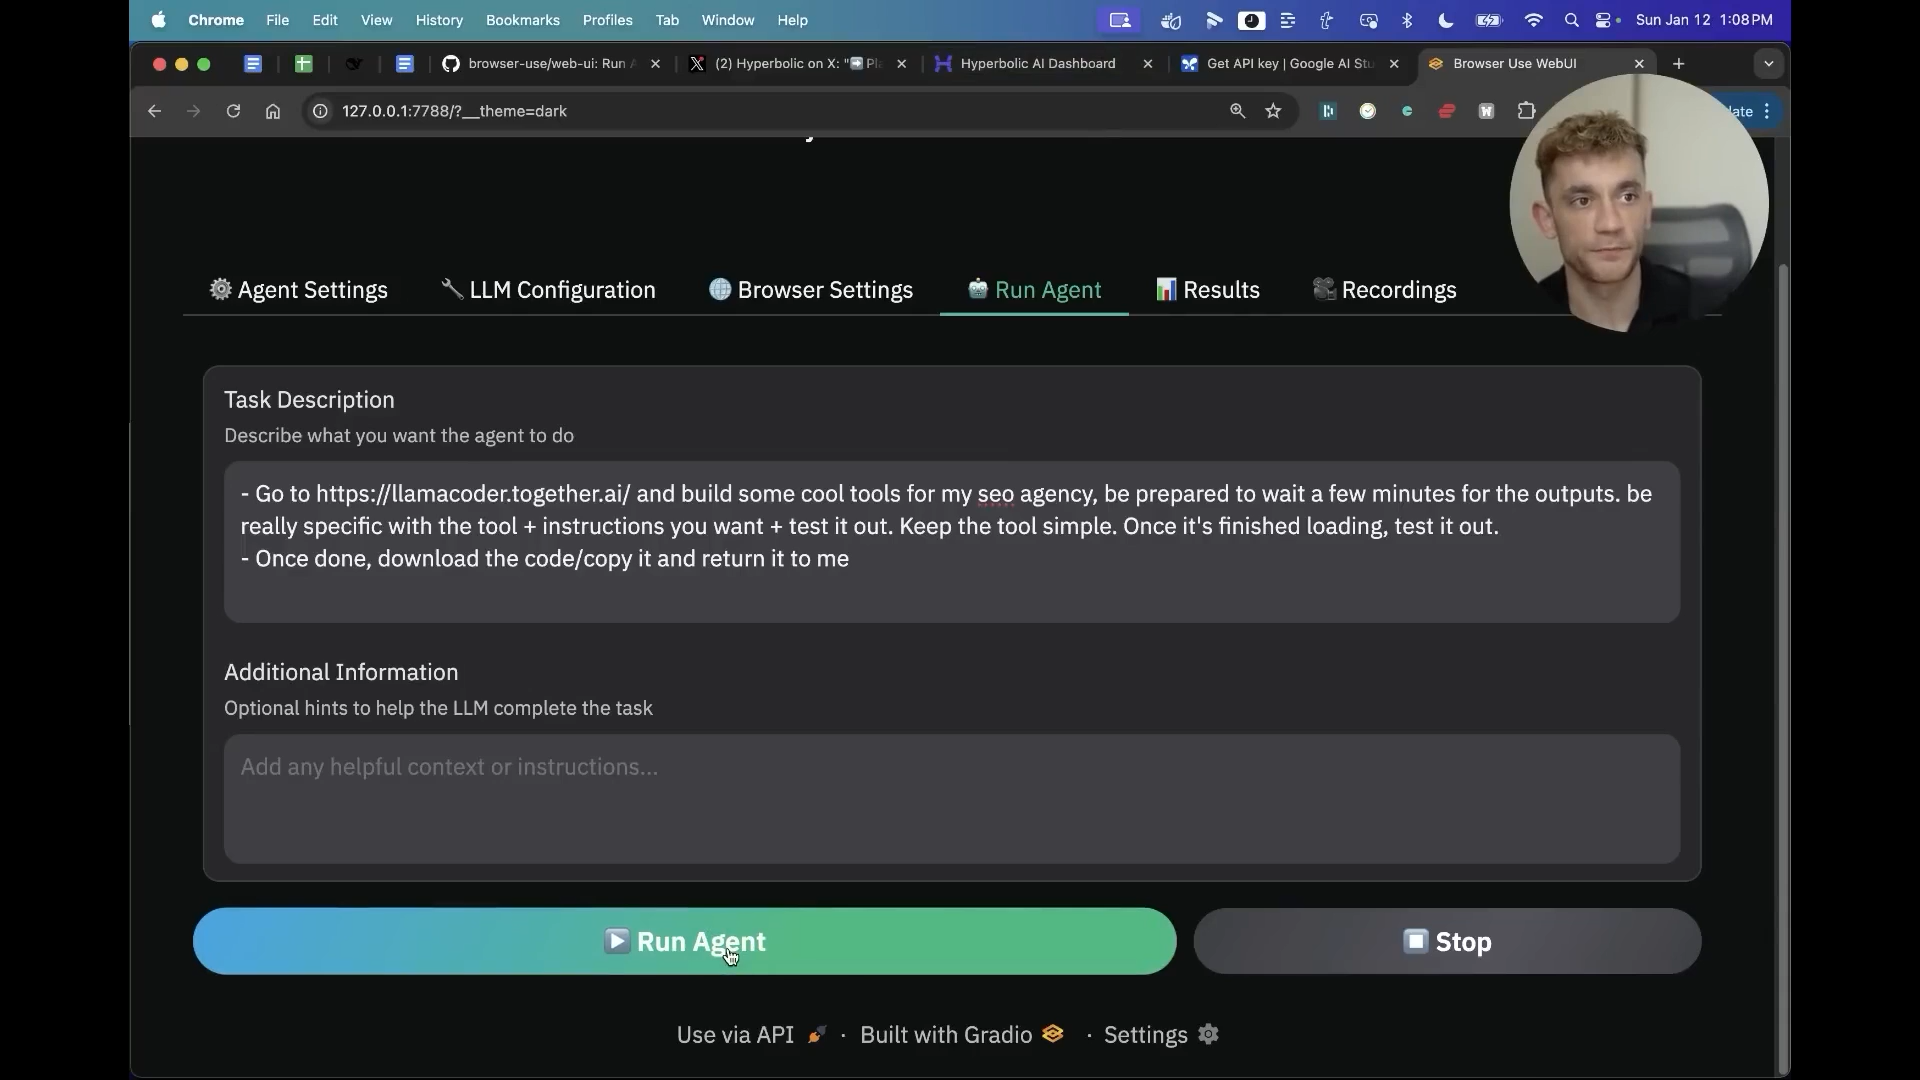 Chrome File Edit View History Bookmarks Profiles Tab Window Help Sun Jan 12 1:08 PM
browser-use/web-ui: Run A (2) Hyperbolic on X: "➡️ Pla Hyperbolic AI Dashboard Get API key | Google AI Stu Browser Use WebUI
127.0.0.1:7788/?__theme=dark
Agent Settings LLM Configuration Browser Settings Run Agent Results Recordings
Task Description
Describe what you want the agent to do
- Go to https://llamacoder.together.ai/ and build some cool tools for my seo agency, be prepared to wait a few minutes for the outputs. be
really specific with the tool + instructions you want + test it out. Keep the tool simple. Once it's finished loading, test it out.
- Once done, download the code/copy it and return it to me
Additional Information
Optional hints to help the LLM complete the task
Add any helpful context or instructions...
Run Agent Stop
Use via API · Built with Gradio · Settings